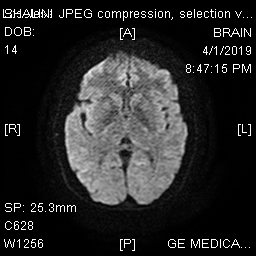 JPEG compression, selection v...
DOB:
14
[A]
BRAIN
4/1/2019
8:47:15 PM
[R]
[L]
SP: 25.3mm
C628
W1256
[P]
GE MEDICA...